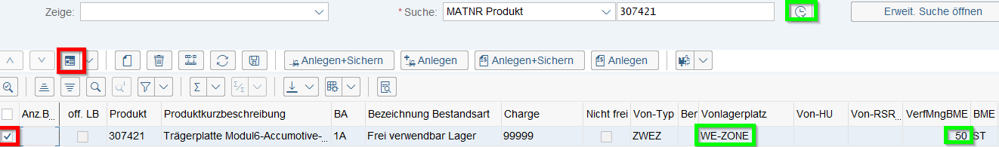 Zeige: * Suche: MATNR Produkt 307421 Erweit. Suche öffnen
Anlegen+Sichern Anlegen Anlegen+Sichern Anlegen
Anz.B... off. LB Produkt Produktkurzbeschreibung BA Bezeichnung Bestandsart Charge Nicht frei Von-Typ Ber Vonlagerplatz Von-HU Von-RSR... VerfMngBME BME
307421 Trägerplatte Modul6-Accumotive-... 1A Frei verwendbar Lager 99999 ZWEZ WE-ZONE 50 ST